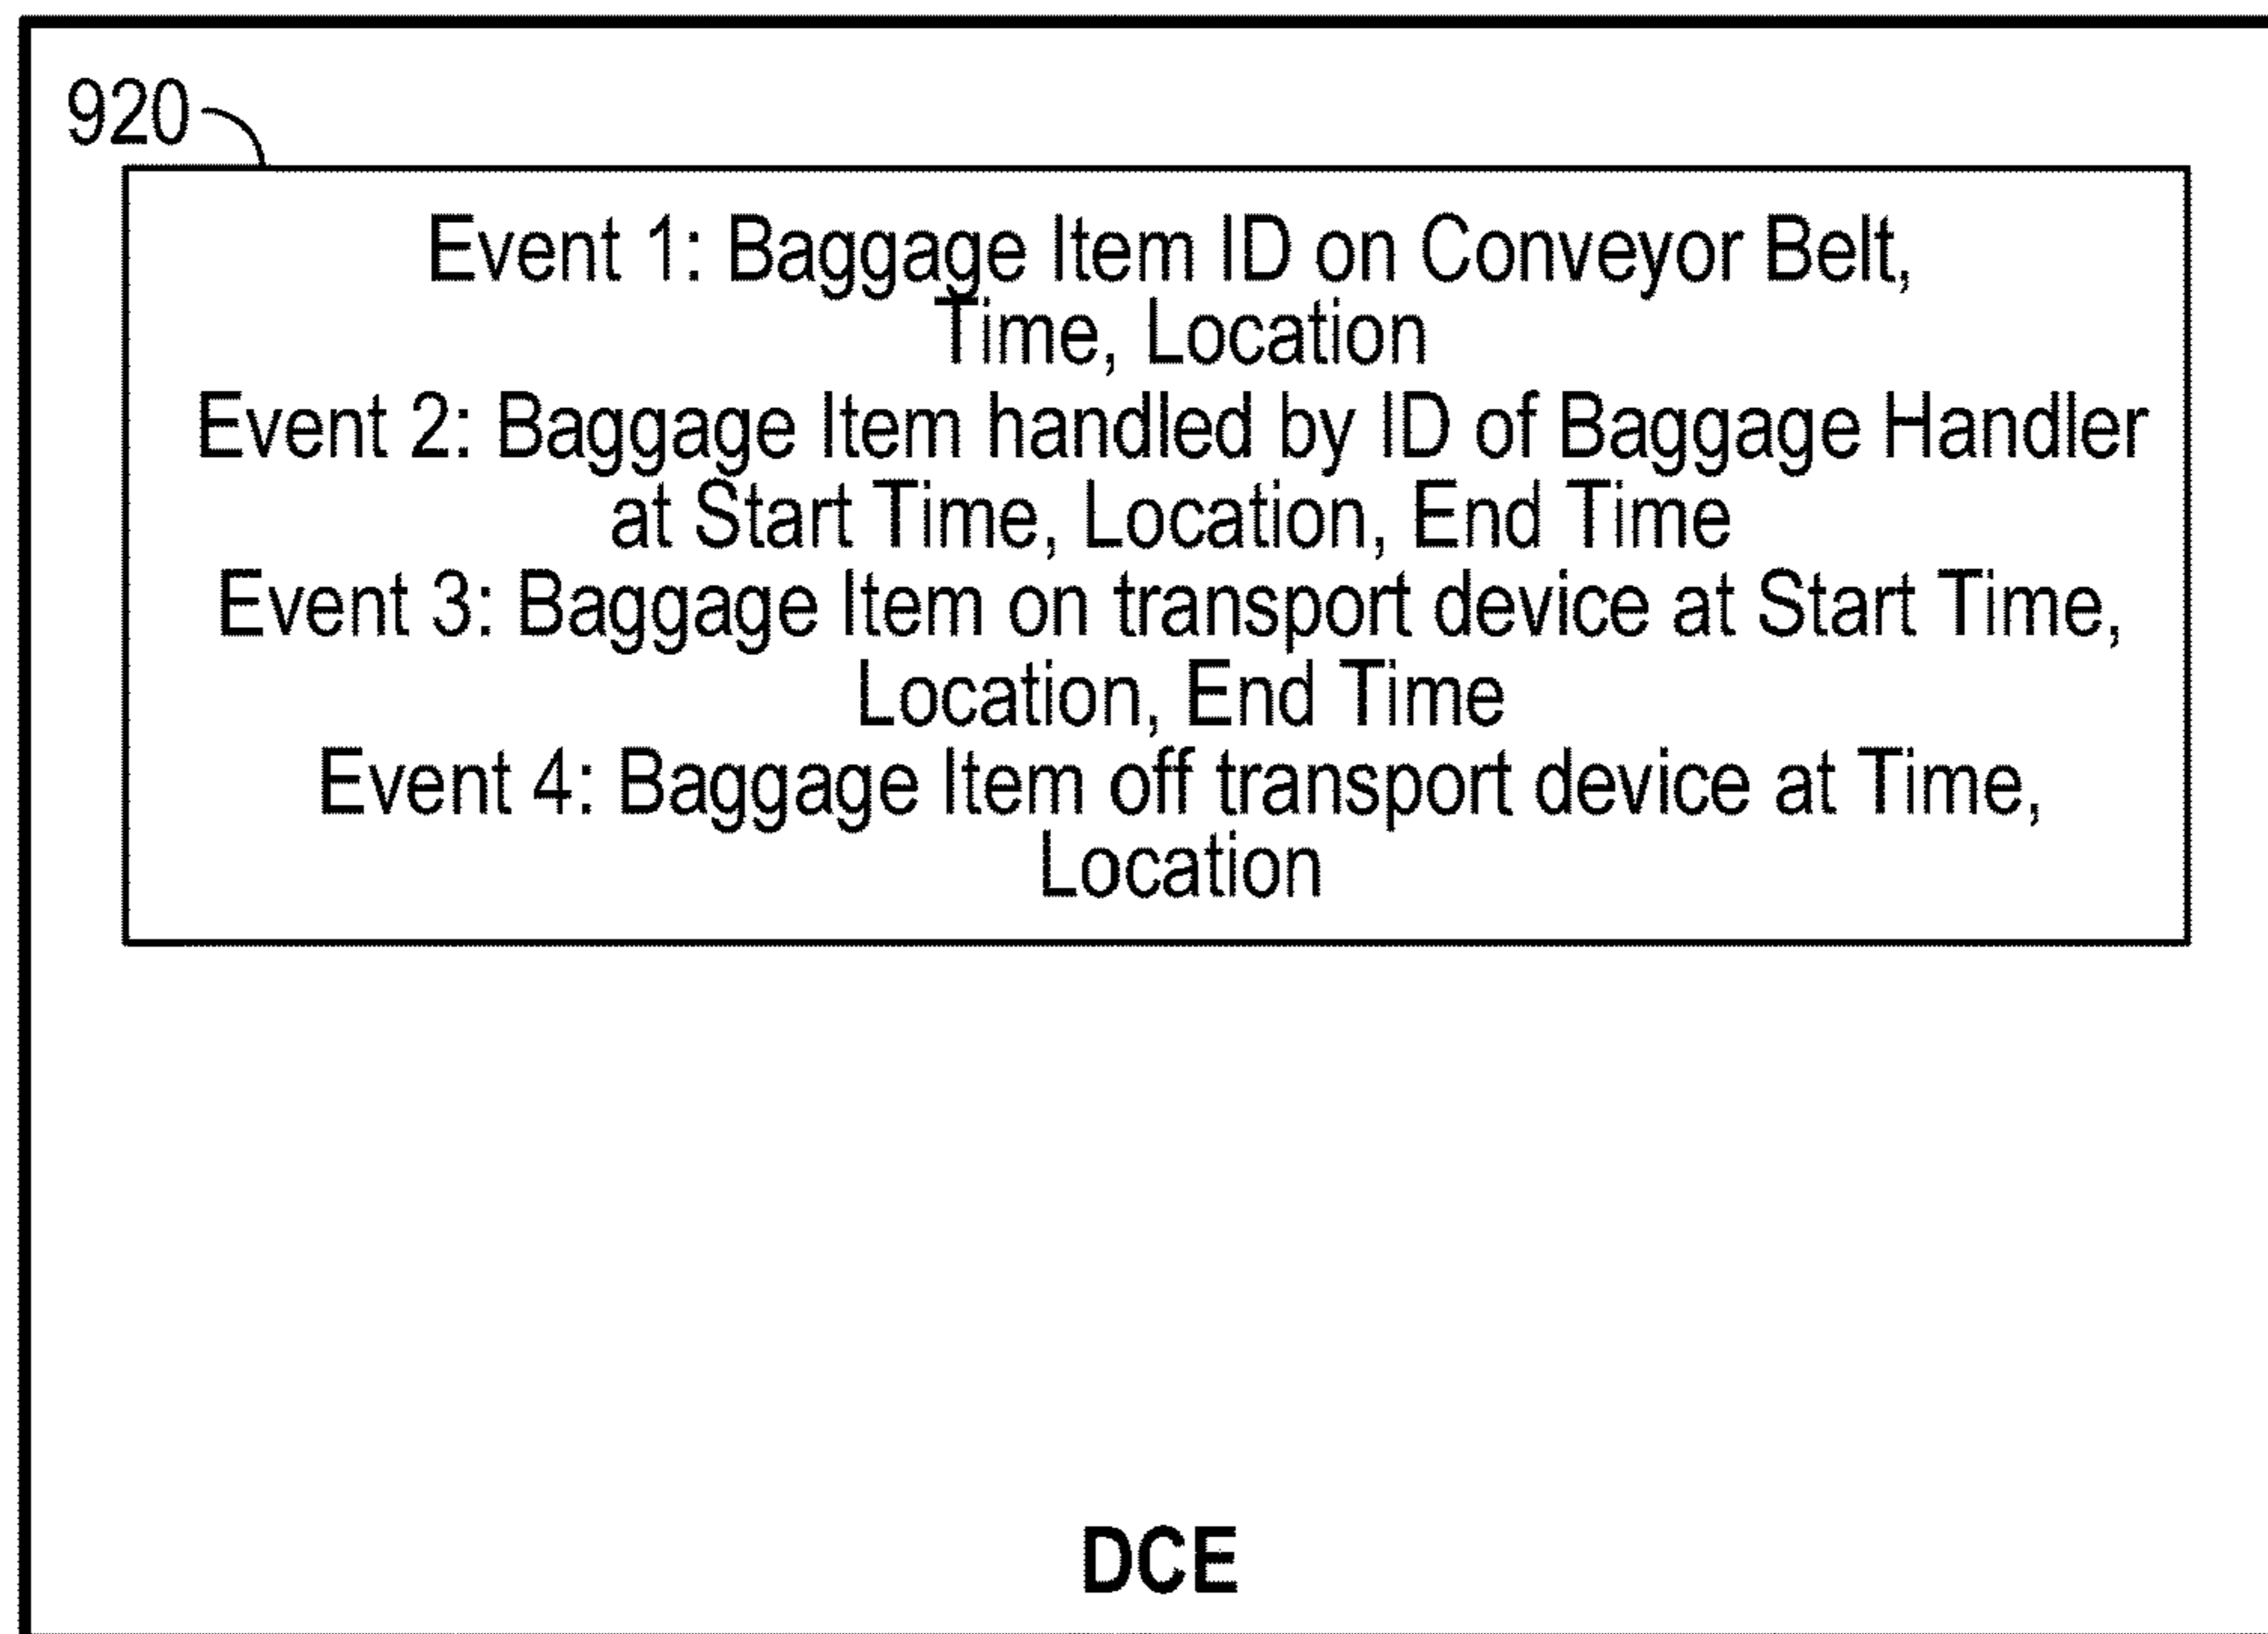 920
Event 1: Baggage Item ID on Conveyor Belt,
Time, Location
Event 2: Baggage Item handled by ID of Baggage Handler
at Start Time, Location, End Time
Event 3: Baggage Item on transport device at Start Time,
Location, End Time
Event 4: Baggage Item off transport device at Time,
Location
DCE